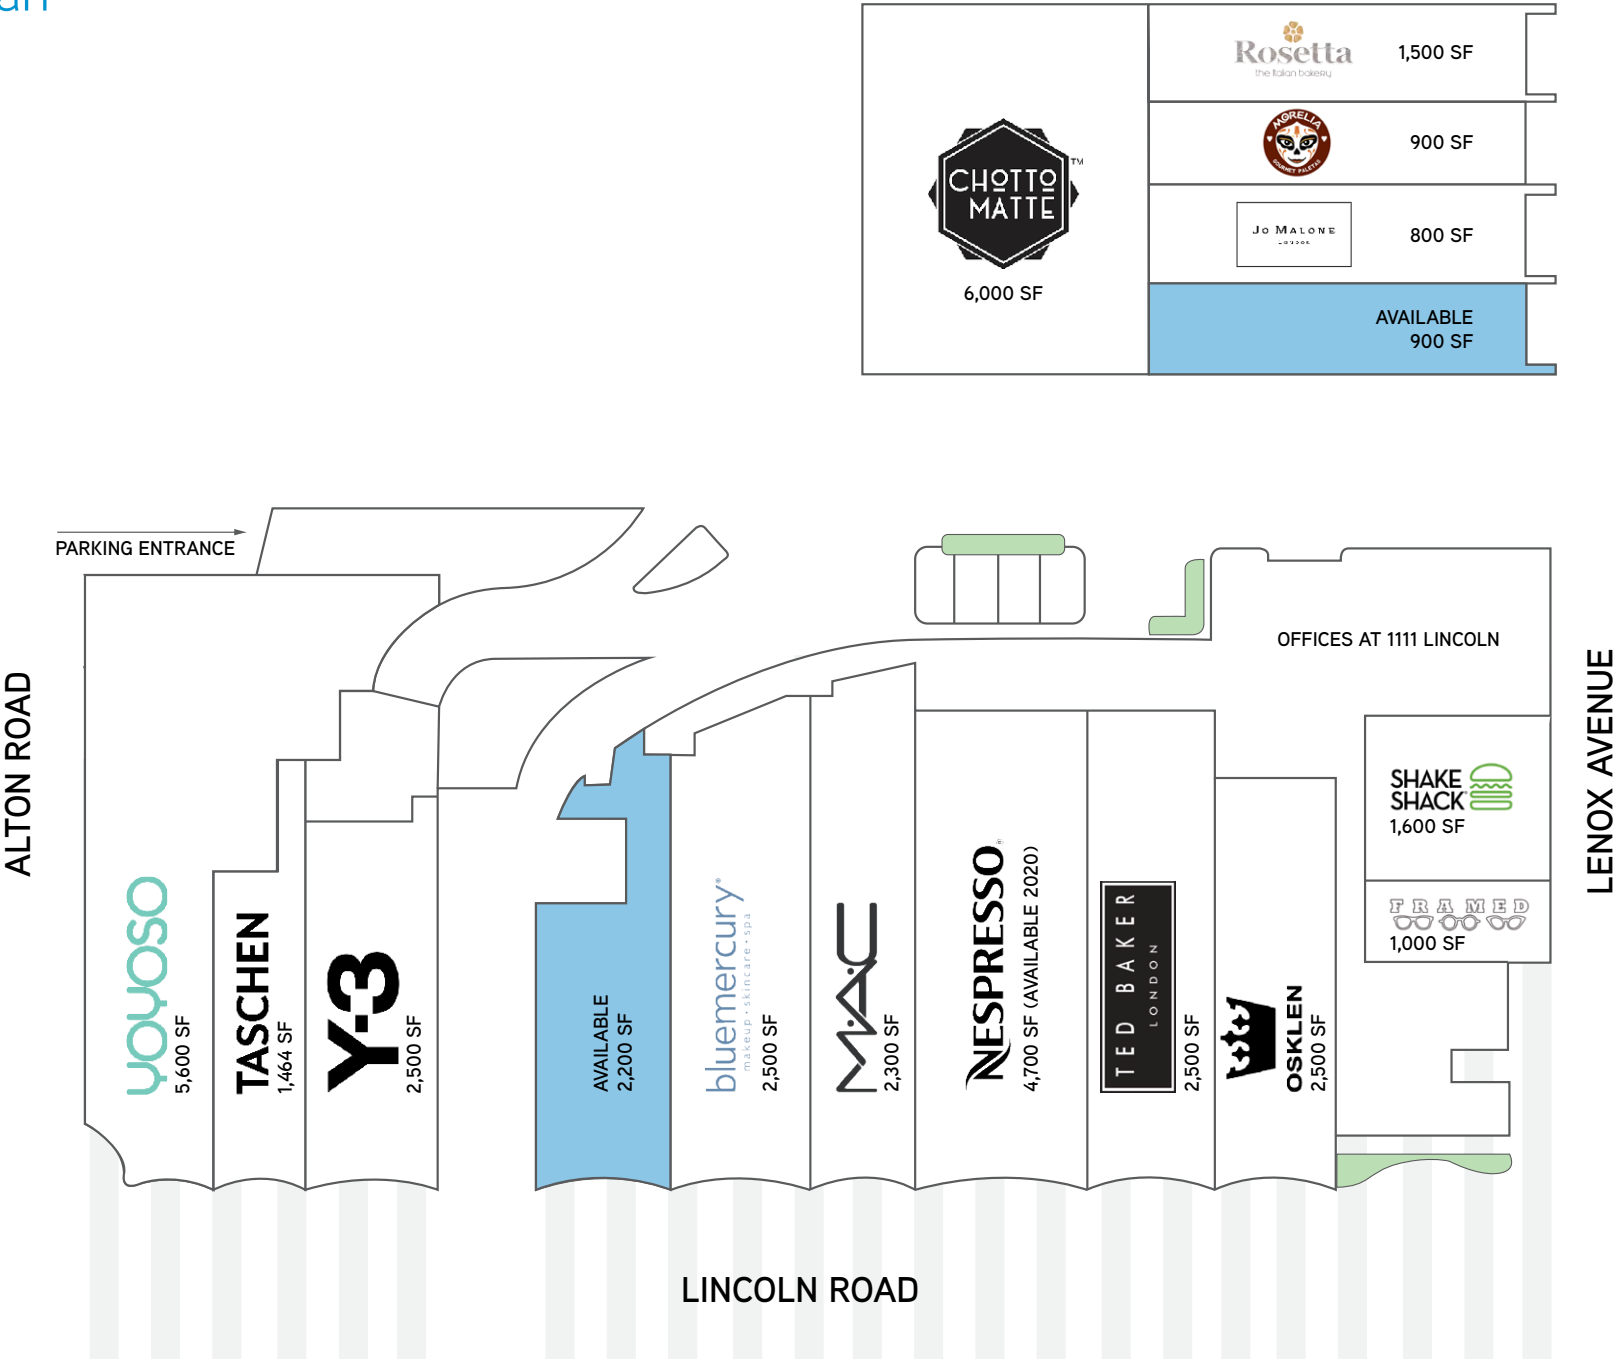 Rosetta
the Italian bakery
1,500 SF
MORELIA
GOURMET PALETAS
900 SF
CHOTTO
MATTE
TM
6,000 SF
JO MALONE
LONDON
800 SF
AVAILABLE
900 SF
PARKING ENTRANCE
OFFICES AT 1111 LINCOLN
ALTON ROAD
LENOX AVENUE
yoyoso
5,600 SF
TASCHEN
1,464 SF
Y-3
2,500 SF
AVAILABLE
2,200 SF
bluemercury®
makeup • skincare • spa
2,500 SF
MAC
2,300 SF
NESPRESSO®
4,700 SF (AVAILABLE 2020)
TED BAKER
LONDON
2,500 SF
OSKLEN
2,500 SF
SHAKE
SHACK
1,600 SF
FRAMED
1,000 SF
LINCOLN ROAD